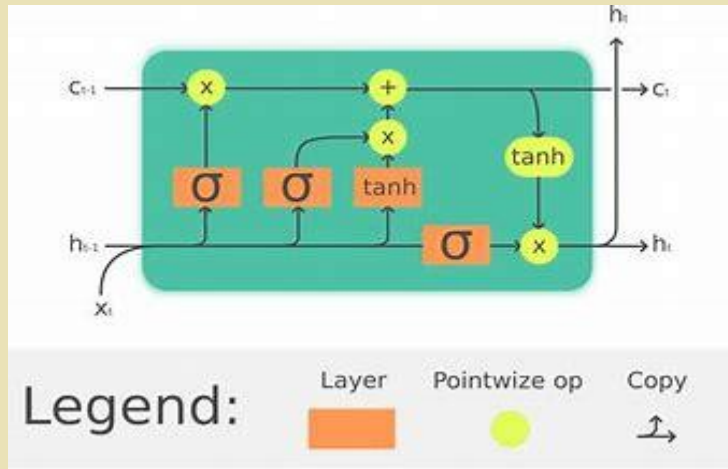 hₜ
cₜ₋₁ x + cₜ
x
tanh
σ σ tanh
hₜ₋₁ σ x hₜ
xₜ
Layer Pointwize op Copy
Legend: